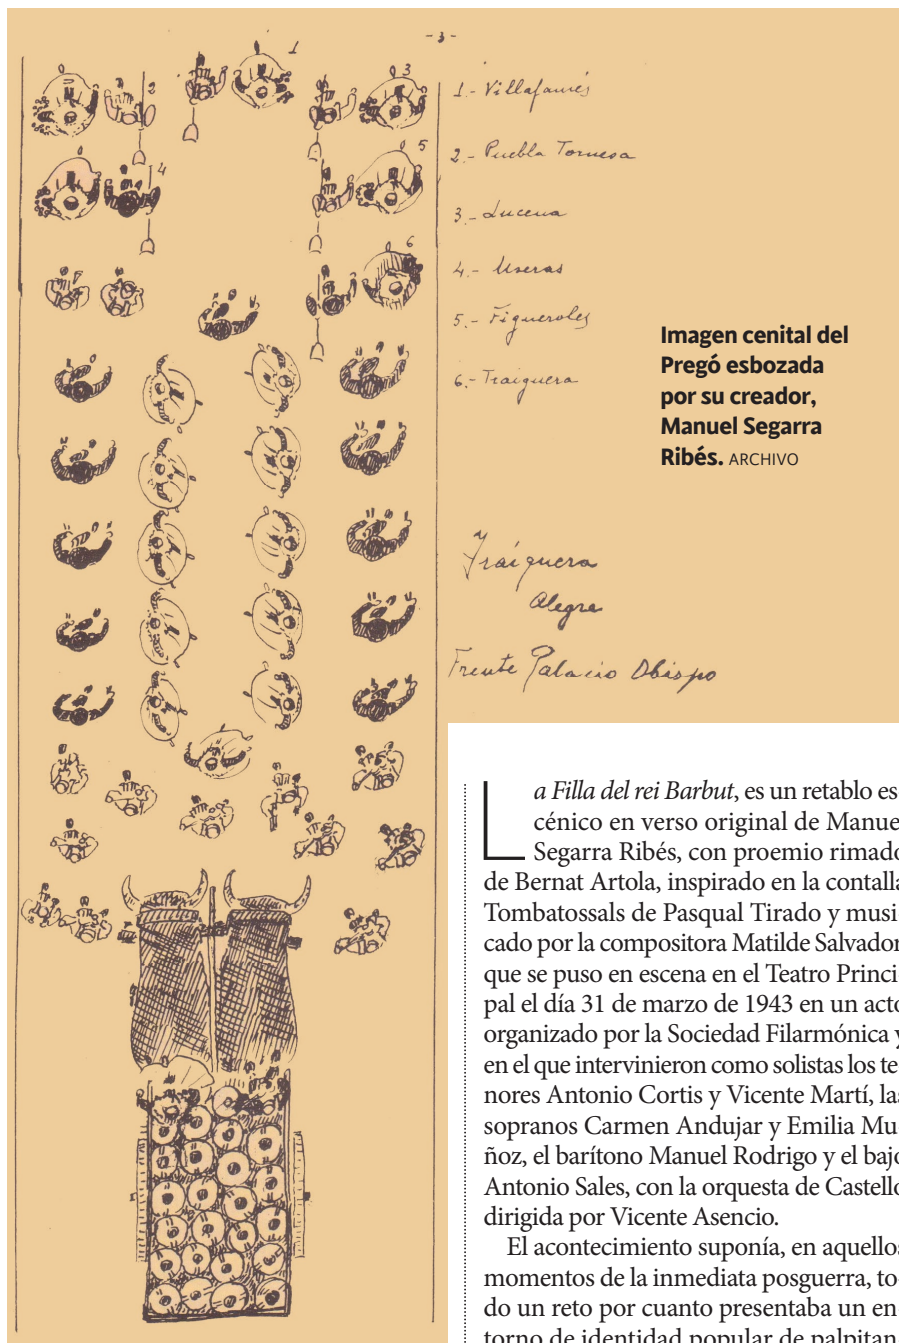 - 3 -
1
2
3
4
5
6
1.- Villafamés
2.- Puebla Tornesa
3.- Lucena
4.- Useras
5.- Figueroles
6.- Traiguera
Imagen cenital del
Pregó esbozada
por su creador,
Manuel Segarra
Ribés. ARCHIVO
Traiguera
Alegra
Frente Palacio Obispo
La Filla del rei Barbut, es un retablo es-
cénico en verso original de Manuel
Segarra Ribés, con proemio rimado
de Bernat Artola, inspirado en la contalla
Tombatossals de Pasqual Tirado y musi-
cado por la compositora Matilde Salvador,
que se puso en escena en el Teatro Princi-
pal el día 31 de marzo de 1943 en un acto
organizado por la Sociedad Filarmónica y
en el que intervinieron como solistas los te-
nores Antonio Cortis y Vicente Martí, las
sopranos Carmen Andujar y Emilia Mu-
ñoz, el barítono Manuel Rodrigo y el bajo
Antonio Sales, con la orquesta de Castelló
dirigida por Vicente Asencio.
El acontecimiento suponía, en aquellos
momentos de la inmediata posguerra, to-
do un reto por cuanto presentaba un en-
torno de identidad popular de palpitan-